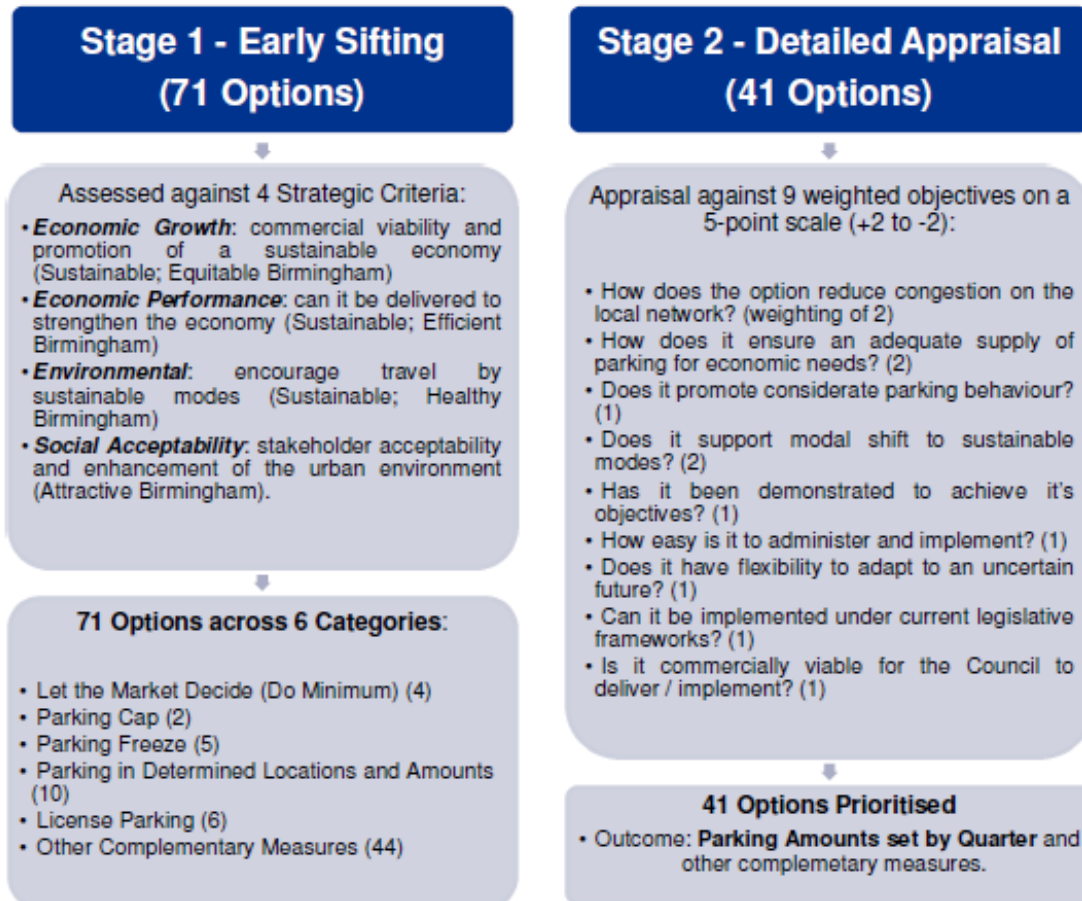 Stage 1 - Early Sifting
(71 Options)
Assessed against 4 Strategic Criteria:
• Economic Growth: commercial viability and
promotion of a sustainable economy
(Sustainable; Equitable Birmingham)
• Economic Performance: can it be delivered to
strengthen the economy (Sustainable; Efficient
Birmingham)
• Environmental: encourage travel by
sustainable modes (Sustainable; Healthy
Birmingham)
• Social Acceptability: stakeholder acceptability
and enhancement of the urban environment
(Attractive Birmingham).
71 Options across 6 Categories:
• Let the Market Decide (Do Minimum) (4)
• Parking Cap (2)
• Parking Freeze (5)
• Parking in Determined Locations and Amounts
(10)
• License Parking (6)
• Other Complementary Measures (44)
Stage 2 - Detailed Appraisal
(41 Options)
Appraisal against 9 weighted objectives on a
5-point scale (+2 to -2):
• How does the option reduce congestion on the
local network? (weighting of 2)
• How does it ensure an adequate supply of
parking for economic needs? (2)
• Does it promote considerate parking behaviour?
(1)
• Does it support modal shift to sustainable
modes? (2)
• Has it been demonstrated to achieve it's
objectives? (1)
• How easy is it to administer and implement? (1)
• Does it have flexibility to adapt to an uncertain
future? (1)
• Can it be implemented under current legislative
frameworks? (1)
• Is it commercially viable for the Council to
deliver / implement? (1)
41 Options Prioritised
• Outcome: Parking Amounts set by Quarter and
other complemetary measures.